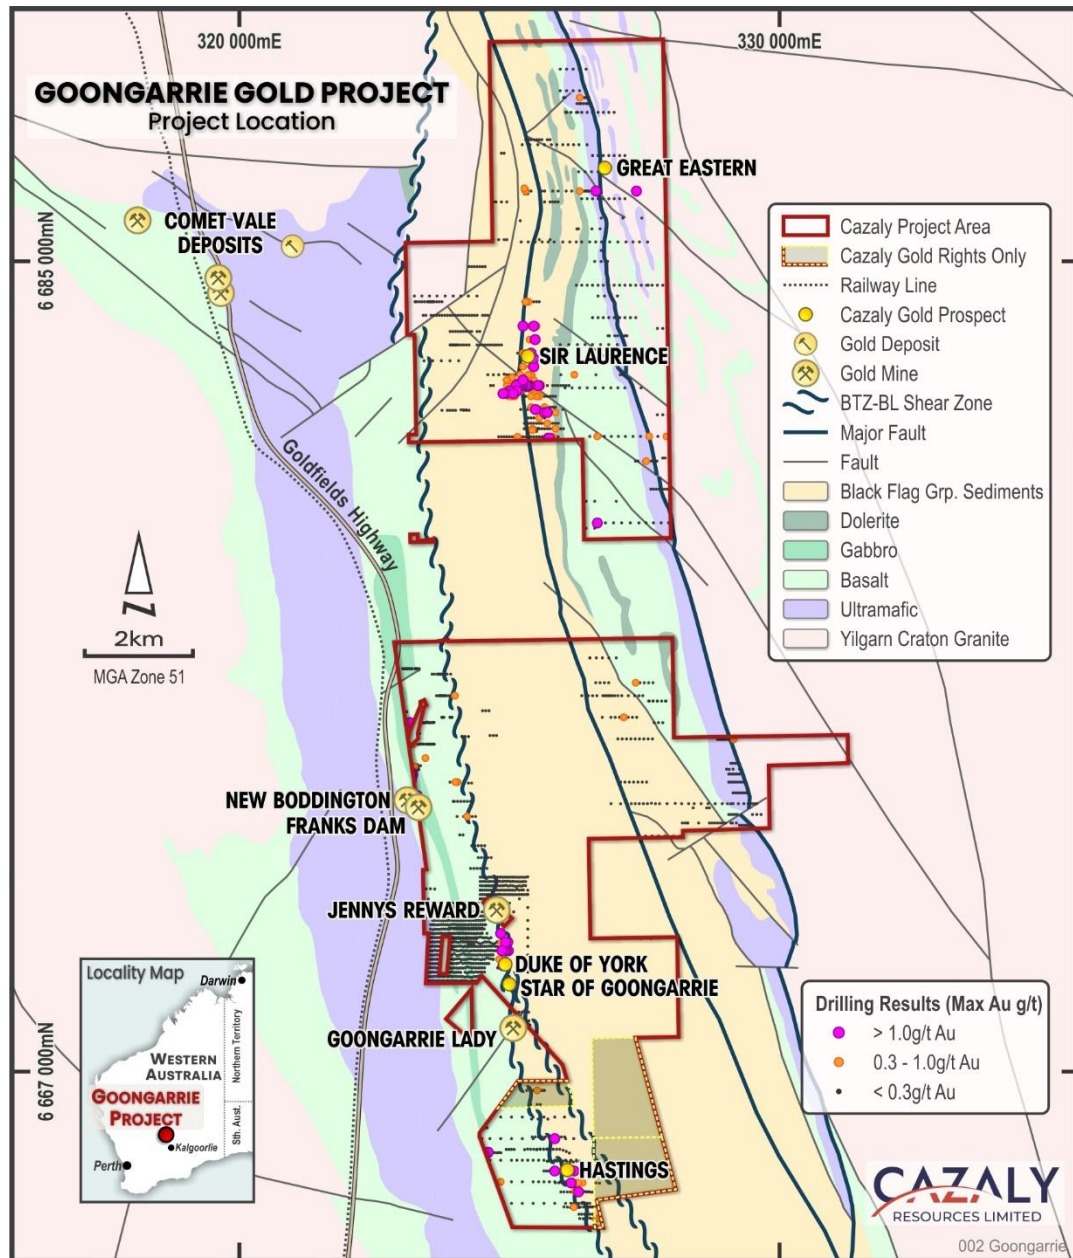 320 000mE
330 000mE
GOONGARRIE GOLD PROJECT
Project Location
GREAT EASTERN
COMET VALE
DEPOSITS
6 685 000mN
SIR LAURENCE
Goldfields Highway
Cazaly Project Area
Cazaly Gold Rights Only
Railway Line
Cazaly Gold Prospect
Gold Deposit
Gold Mine
BTZ-BL Shear Zone
Major Fault
Fault
Black Flag Grp. Sediments
Dolerite
Gabbro
Basalt
Ultramafic
Yilgarn Craton Granite
N
2km
MGA Zone 51
NEW BODDINGTON
FRANKS DAM
JENNYS REWARD
DUKE OF YORK
STAR OF GOONGARRIE
GOONGARRIE LADY
6 667 000mN
HASTINGS
Locality Map
Darwin
WESTERN
AUSTRALIA
Northern Territory
Sth. Aust.
GOONGARRIE
PROJECT
Kalgoorlie
Perth
Drilling Results (Max Au g/t)
> 1.0g/t Au
0.3 - 1.0g/t Au
< 0.3g/t Au
CAZALY
RESOURCES LIMITED
002 Goongarrie